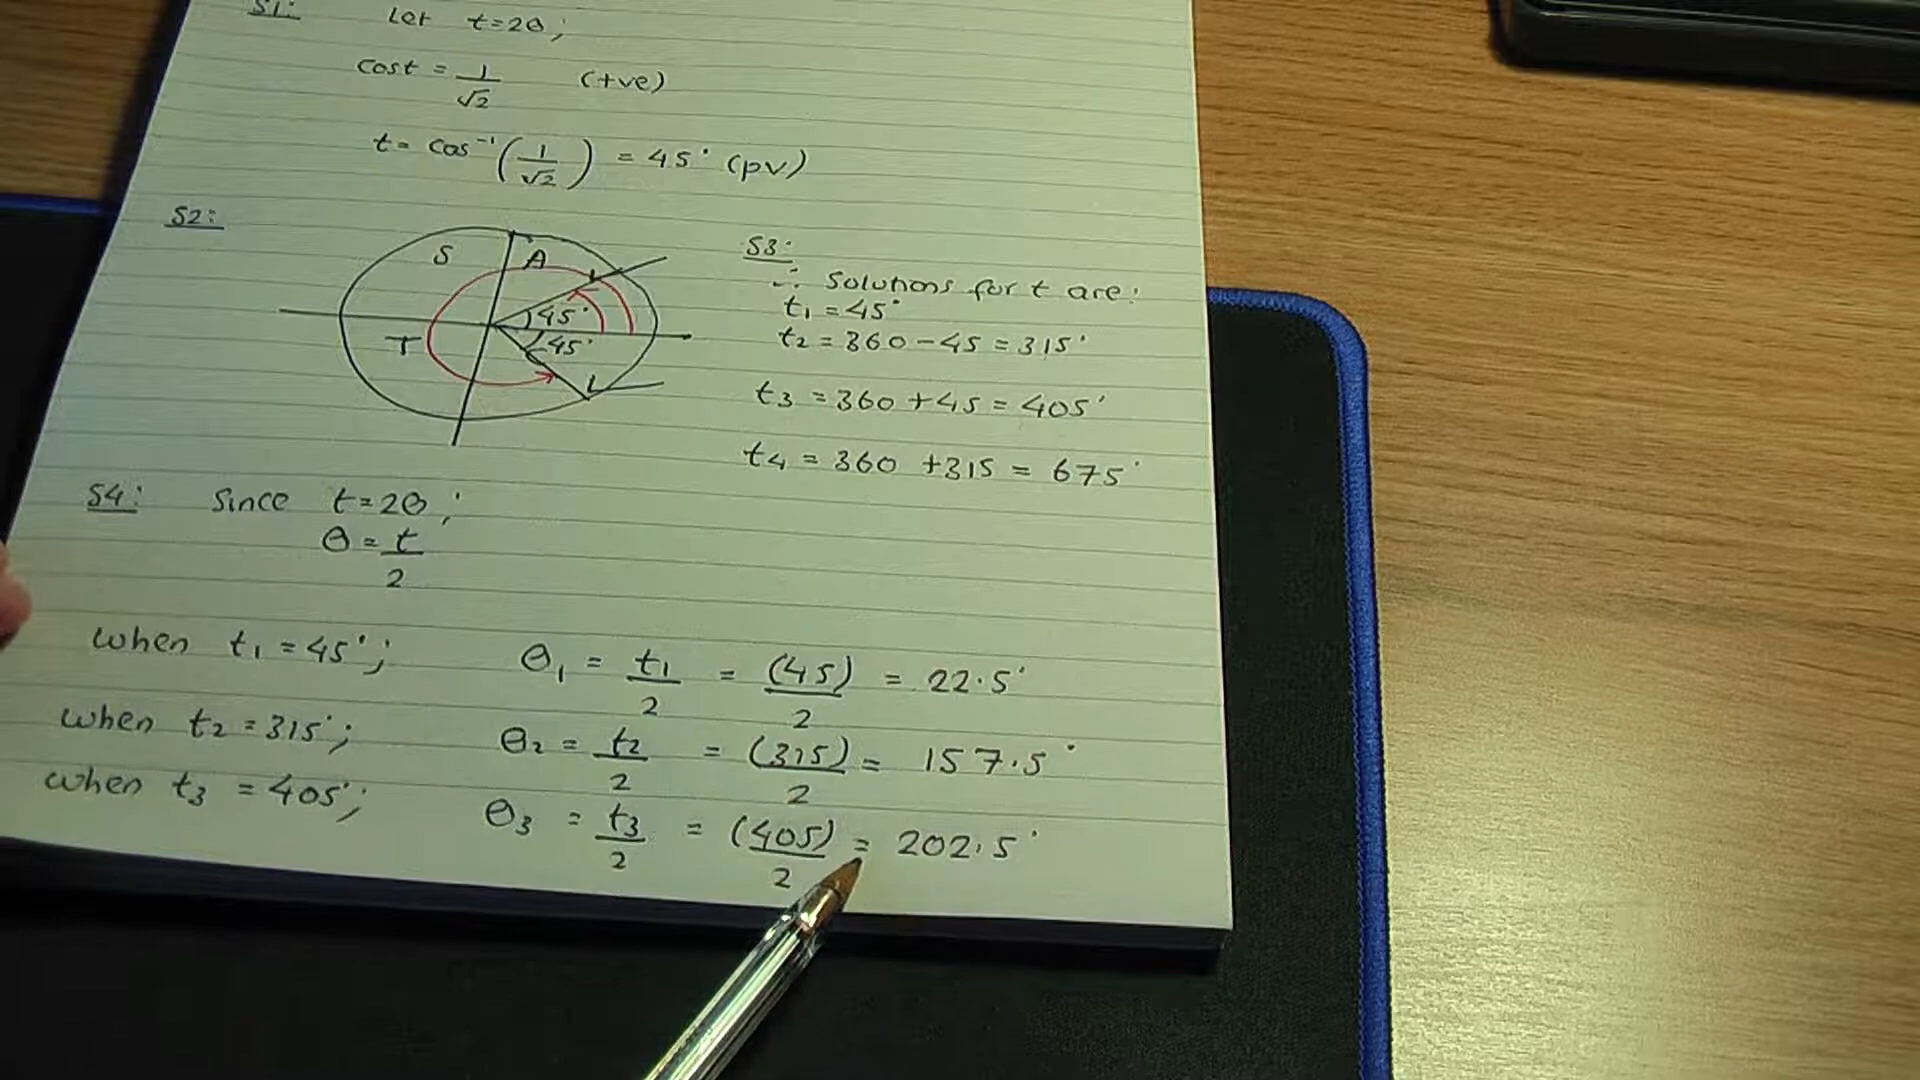 S1: Let t=2θ;
cos t = 1/√2 (+ve)
t = cos⁻¹(1/√2) = 45° (pv)
S2:
S A
T
45°
45°
S3:
∴ Solutions for t are:
t₁ = 45°
t₂ = 360 - 45 = 315°
t₃ = 360 + 45 = 405°
t₄ = 360 + 315 = 675°
S4: Since t=2θ;
θ = t/2
when t₁ = 45°; θ₁ = t₁/2 = (45)/2 = 22.5°
when t₂ = 315°; θ₂ = t₂/2 = (315)/2 = 157.5°
when t₃ = 405°; θ₃ = t₃/2 = (405)/2 = 202.5°